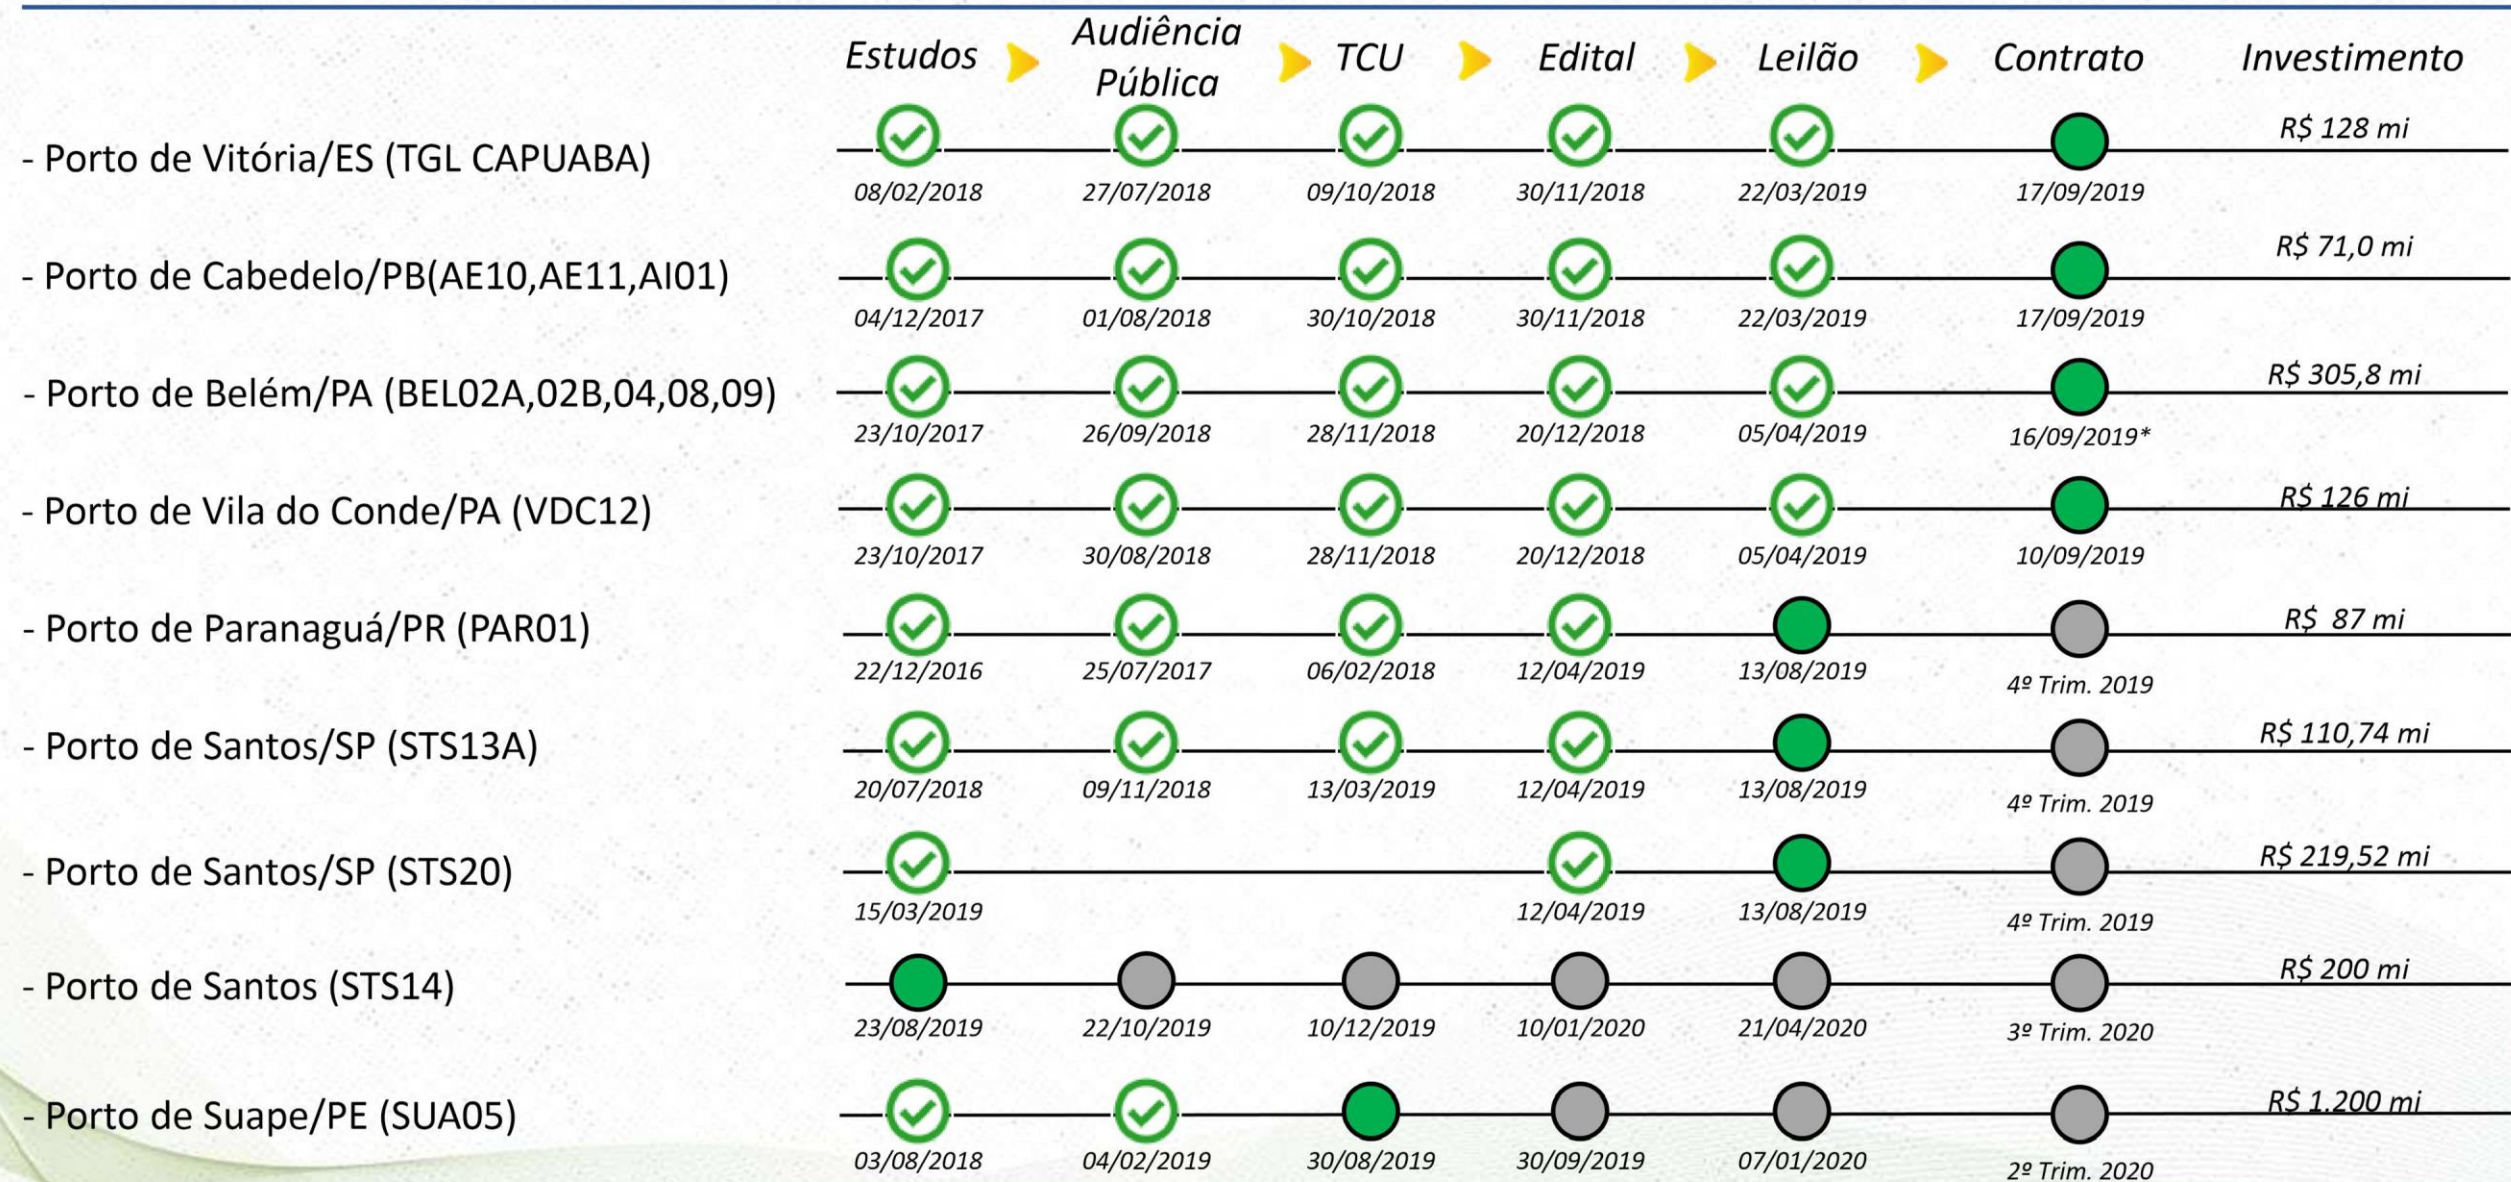 Estudos Audiência Pública TCU Edital Leilão Contrato Investimento
- Porto de Vitória/ES (TGL CAPUABA) R$ 128 mi
08/02/2018 27/07/2018 09/10/2018 30/11/2018 22/03/2019 17/09/2019
- Porto de Cabedelo/PB(AE10,AE11,AI01) R$ 71,0 mi
04/12/2017 01/08/2018 30/10/2018 30/11/2018 22/03/2019 17/09/2019
- Porto de Belém/PA (BEL02A,02B,04,08,09) R$ 305,8 mi
23/10/2017 26/09/2018 28/11/2018 20/12/2018 05/04/2019 16/09/2019*
- Porto de Vila do Conde/PA (VDC12) R$ 126 mi
23/10/2017 30/08/2018 28/11/2018 20/12/2018 05/04/2019 10/09/2019
- Porto de Paranaguá/PR (PAR01) R$ 87 mi
22/12/2016 25/07/2017 06/02/2018 12/04/2019 13/08/2019 4º Trim. 2019
- Porto de Santos/SP (STS13A) R$ 110,74 mi
20/07/2018 09/11/2018 13/03/2019 12/04/2019 13/08/2019 4º Trim. 2019
- Porto de Santos/SP (STS20) R$ 219,52 mi
15/03/2019 12/04/2019 13/08/2019 4º Trim. 2019
- Porto de Santos (STS14) R$ 200 mi
23/08/2019 22/10/2019 10/12/2019 10/01/2020 21/04/2020 3º Trim. 2020
- Porto de Suape/PE (SUA05) R$ 1.200 mi
03/08/2018 04/02/2019 30/08/2019 30/09/2019 07/01/2020 2º Trim. 2020